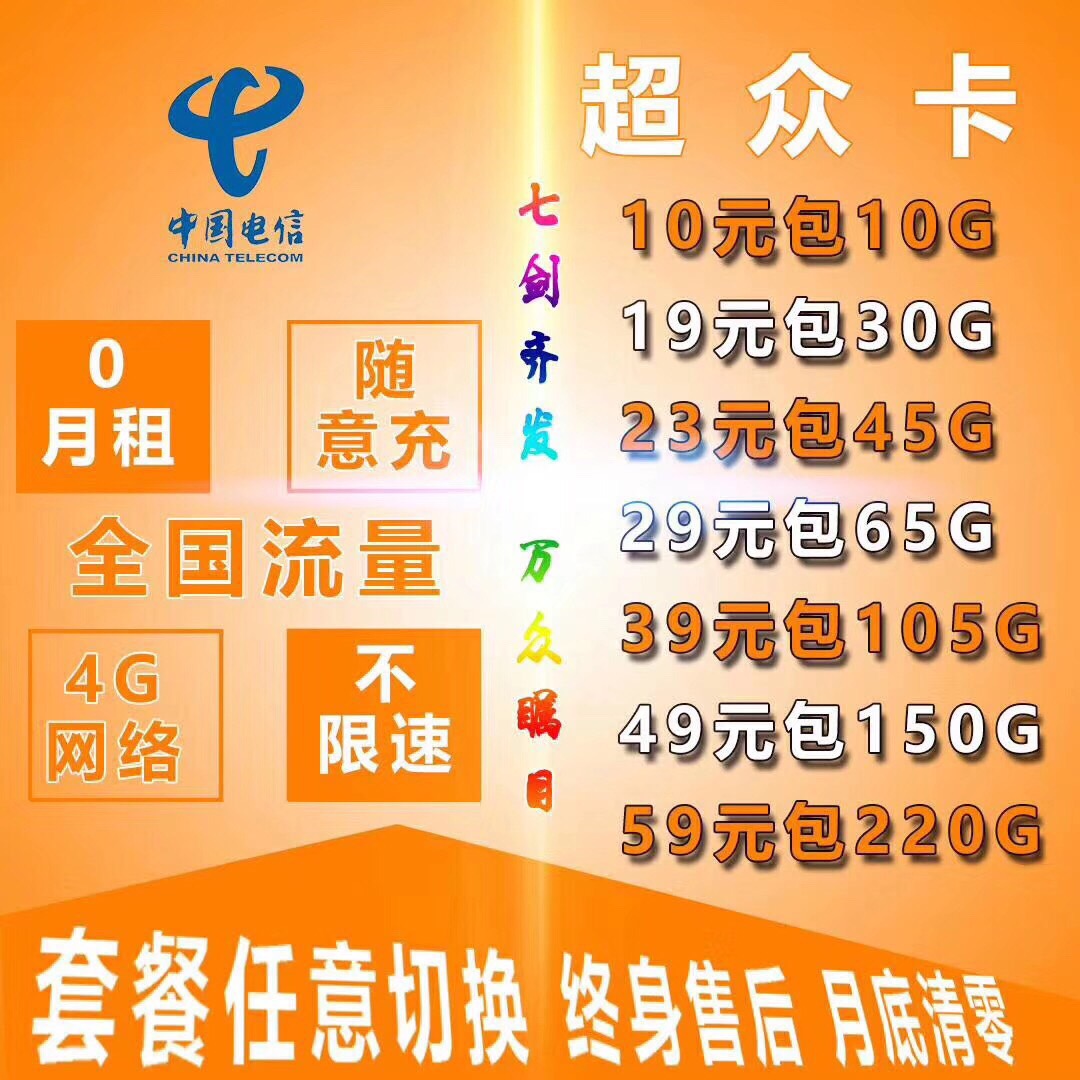 中国电信
CHINA TELECOM
0
月租
随
意充
全国流量
4G
网络
不
限速
七剑齐发 万众瞩目
超众卡
10元包10G
19元包30G
23元包45G
29元包65G
39元包105G
49元包150G
59元包220G
套餐任意切换 终身售后 月底清零